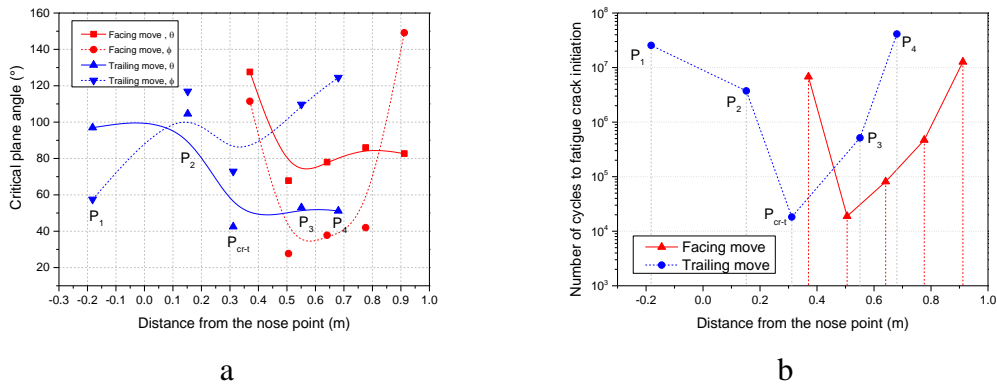 160
140
120
100
80
60
40
20
Critical plane angle (°)
Facing move , θ
Facing move, ϕ
Trailing move, θ
Trailing move, ϕ
P1
P2
Pcr-t
P3
P4
-0.3 -0.2 -0.1 0.0 0.1 0.2 0.3 0.4 0.5 0.6 0.7 0.8 0.9 1.0
Distance from the nose point (m)
a
10^8
10^7
10^6
10^5
10^4
10^3
Number of cycles to fatigue crack initiation
P1
P2
Pcr-t
P3
P4
Facing move
Trailing move
-0.2 0.0 0.2 0.4 0.6 0.8 1.0
Distance from the nose point (m)
b